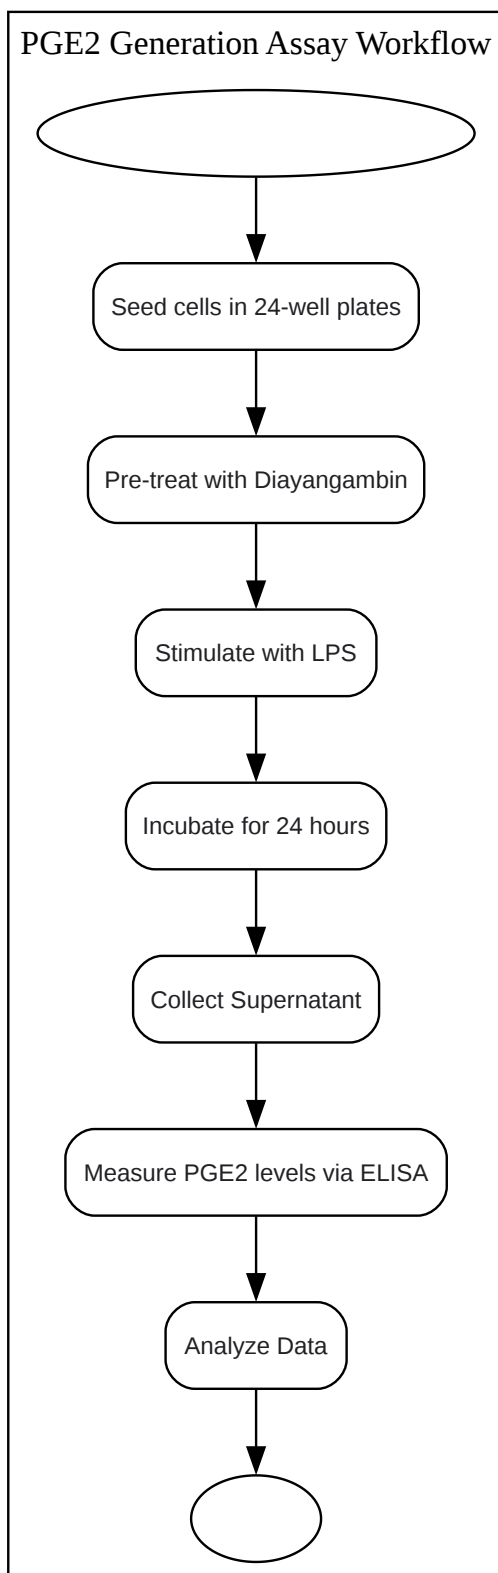 PGE2 Generation Assay Workflow
Seed cells in 24-well plates
Pre-treat with Diayangambin
Stimulate with LPS
Incubate for 24 hours
Collect Supernatant
Measure PGE2 levels via ELISA
Analyze Data